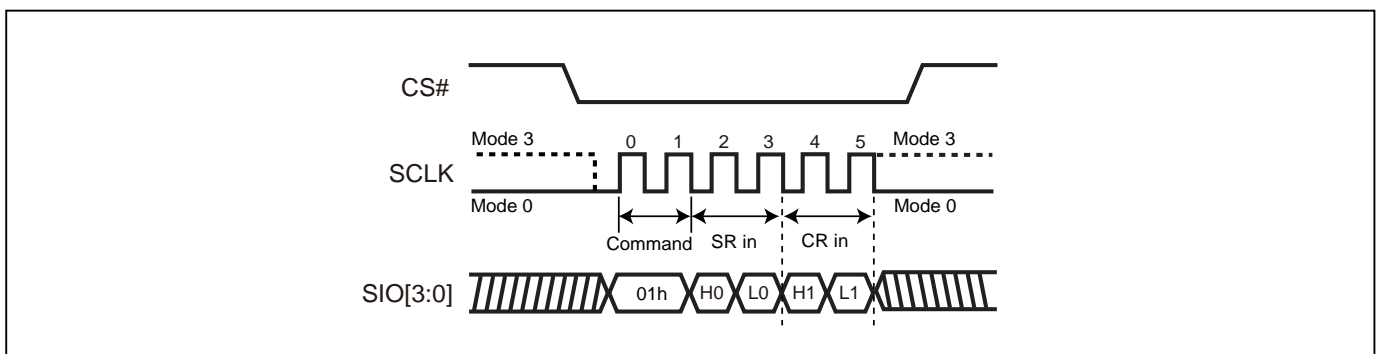 CS#
Mode 3 0 1 2 3 4 5 Mode 3
SCLK
Mode 0 Mode 0
Command SR in CR in
SIO[3:0] 01h H0 L0 H1 L1